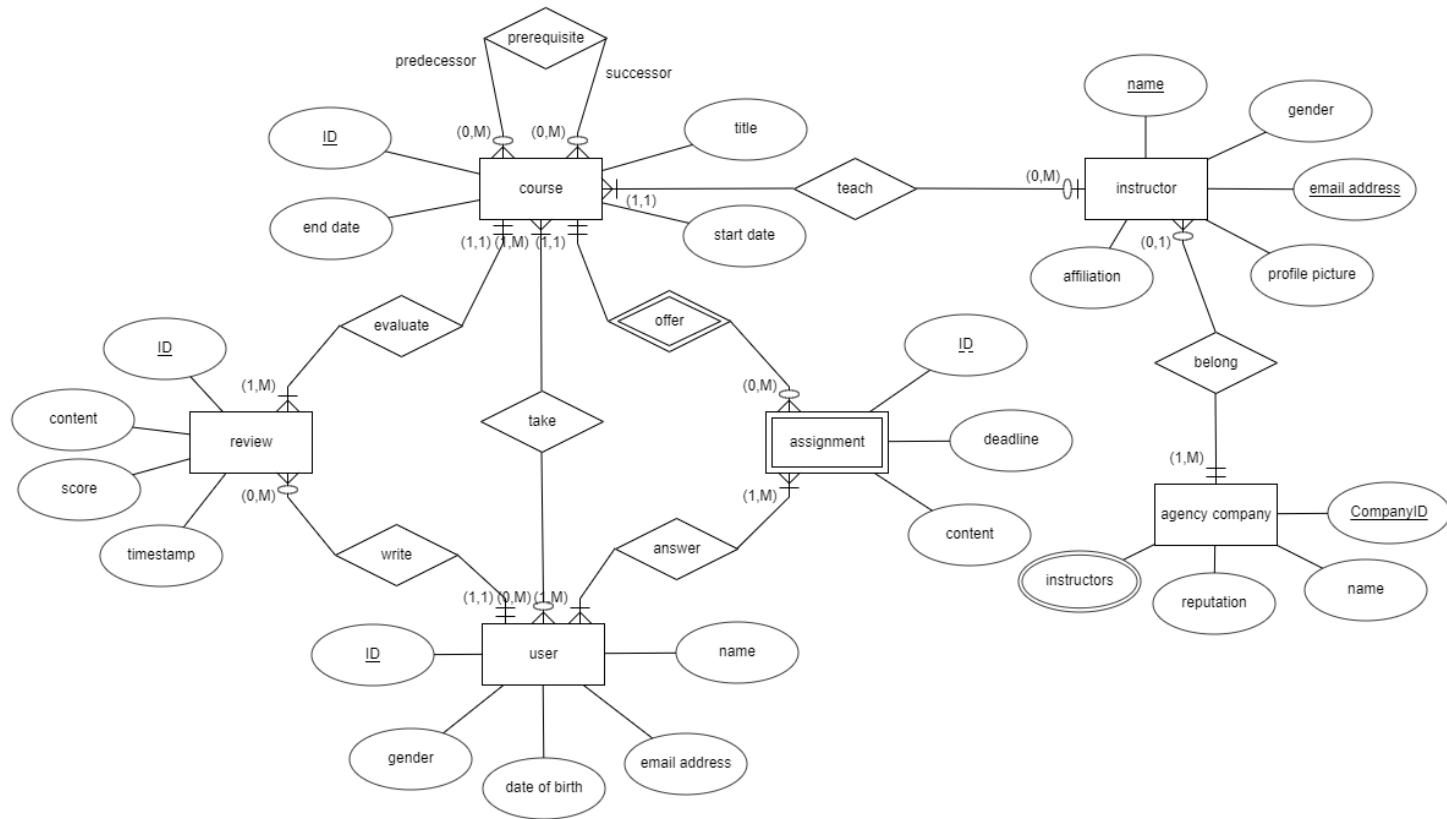 prerequisite
predecessor
successor
(0,M)
(0,M)
ID
title
course
end date
start date
(1,1)
teach
(0,M)
name
gender
instructor
email address
affiliation
profile picture
(0,1)
(1,1)
(1,M)
(1,1)
evaluate
offer
belong
ID
ID
(1,M)
(0,M)
content
review
take
assignment
deadline
score
timestamp
content
(0,M)
(1,M)
(1,M)
agency company
CompanyID
instructors
reputation
name
write
answer
(1,1)
(0,M)
(1,M)
ID
user
name
gender
date of birth
email address